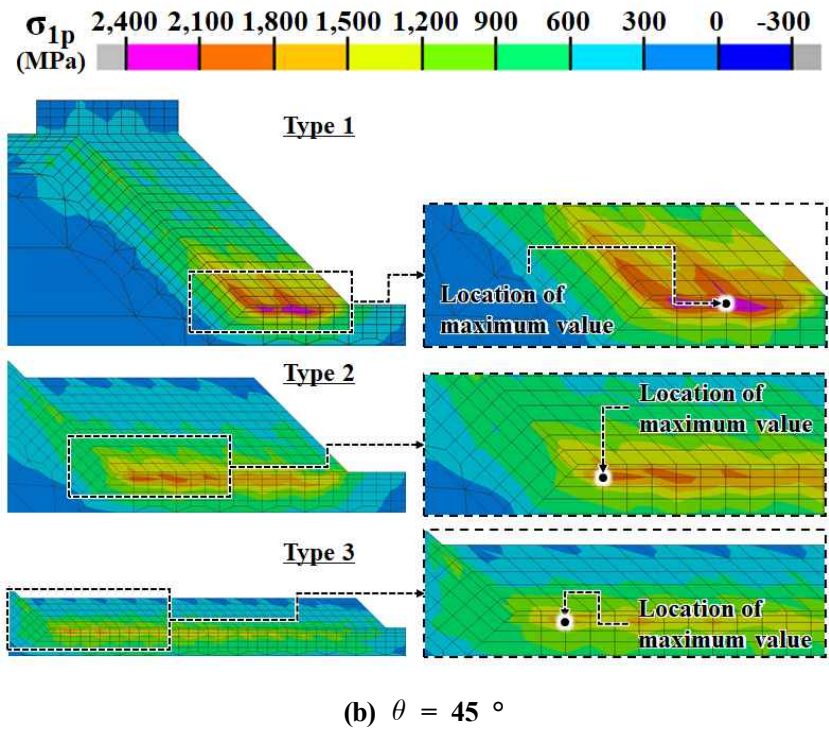 σ1p 2,400 2,100 1,800 1,500 1,200 900 600 300 0 -300
(MPa)
Type 1
Location of
maximum value
Type 2
Location of
maximum value
Type 3
Location of
maximum value
(b) θ = 45 °